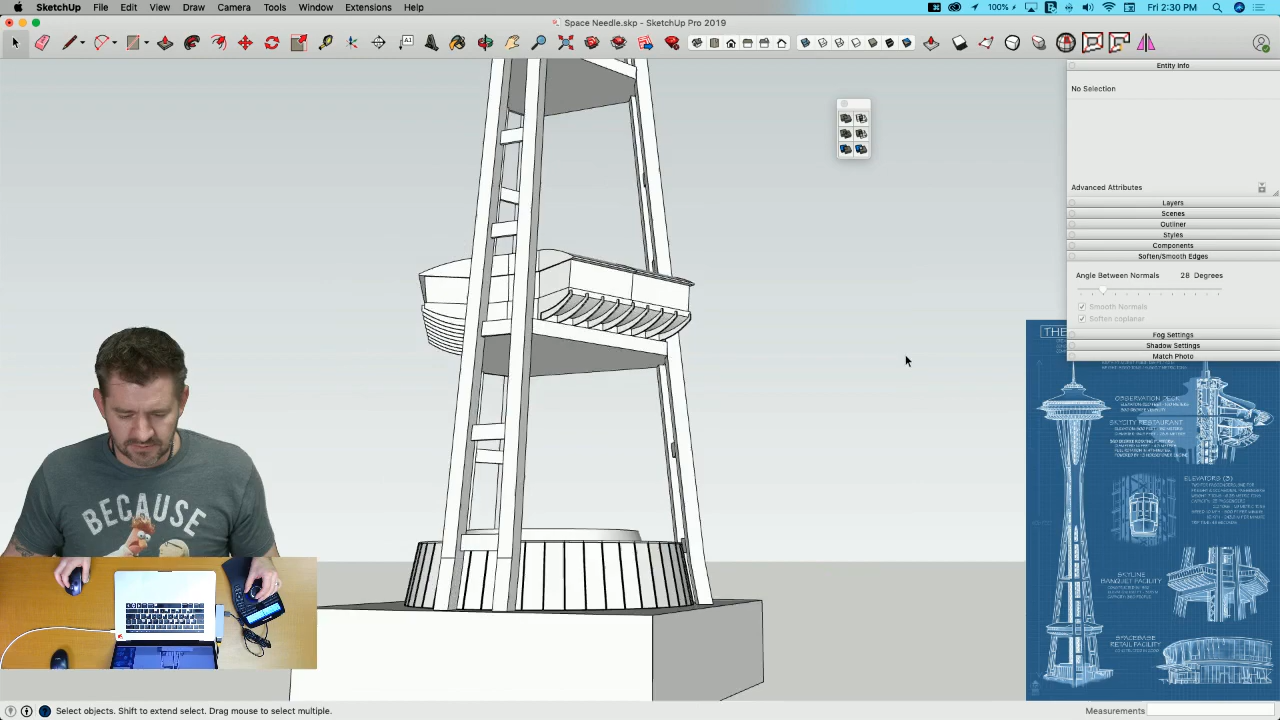 SketchUp File Edit View Draw Camera Tools Window Extensions Help
100% Fri 2:30 PM
Space Needle.skp - SketchUp Pro 2019
A1
Entity Info
No Selection
Advanced Attributes
Layers
Scenes
Outliner
Styles
Components
Soften/Smooth Edges
Angle Between Normals 28 Degrees
Smooth Normals
Soften coplanar
Fog Settings
Shadow Settings
Match Photo
THE
OBSERVATION DECK
SKYCITY RESTAURANT
ELEVATORS (3)
SKYLINE
BANQUET FACILITY
SPACEBASE
RETAIL FACILITY
BECAUSE
Select objects. Shift to extend select. Drag mouse to select multiple.
Measurements